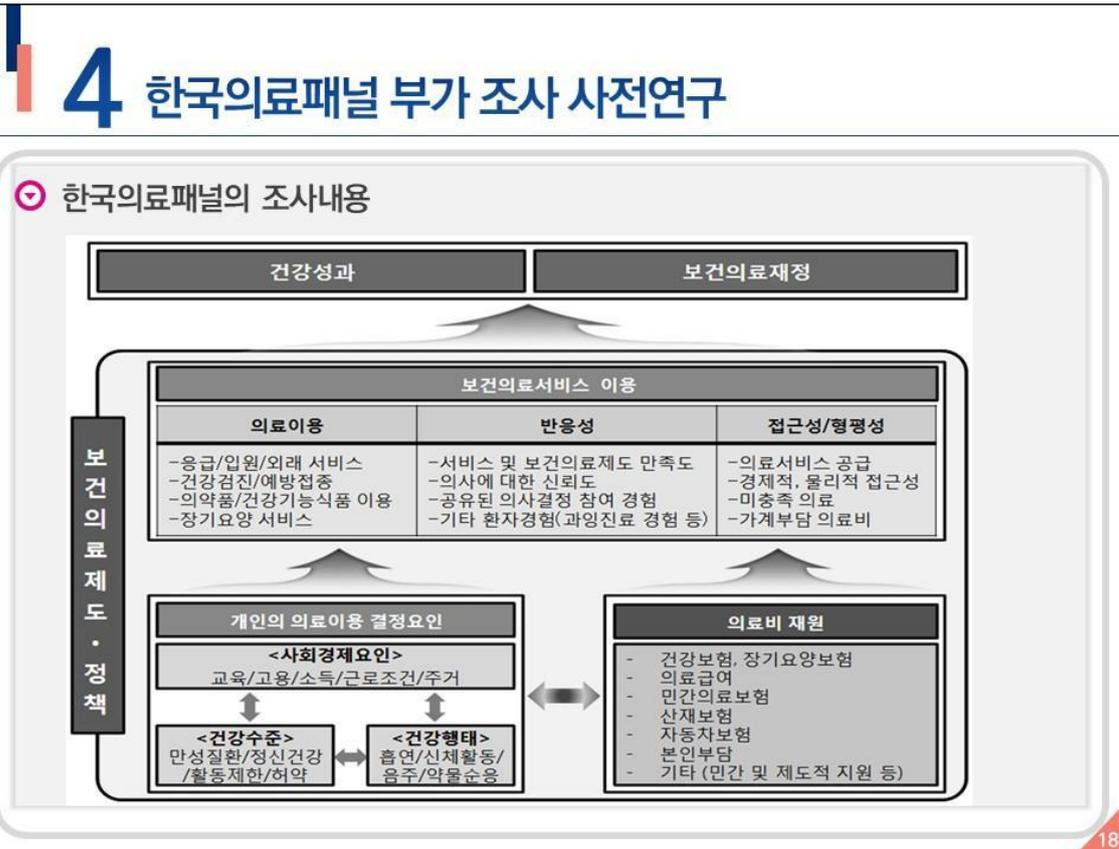 4 한국의료패널 부가 조사 사전연구
한국의료패널의 조사내용
건강성과
보건의료재정
보건의료제도·정책
보건의료서비스 이용
의료이용
-응급/입원/외래 서비스
-건강검진/예방접종
-의약품/건강기능식품 이용
-장기요양 서비스
반응성
-서비스 및 보건의료제도 만족도
-의사에 대한 신뢰도
-공유된 의사결정 참여 경험
-기타 환자경험(과잉진료 경험 등)
접근성/형평성
-의료서비스 공급
-경제적, 물리적 접근성
-미충족 의료
-가계부담 의료비
개인의 의료이용 결정요인
<사회경제요인>
교육/고용/소득/근로조건/주거
<건강수준>
만성질환/정신건강
/활동제한/허약
<건강행태>
흡연/신체활동/
음주/약물순응
의료비 재원
- 건강보험, 장기요양보험
- 의료급여
- 민간의료보험
- 산재보험
- 자동차보험
- 본인부담
- 기타 (민간 및 제도적 지원 등)
18